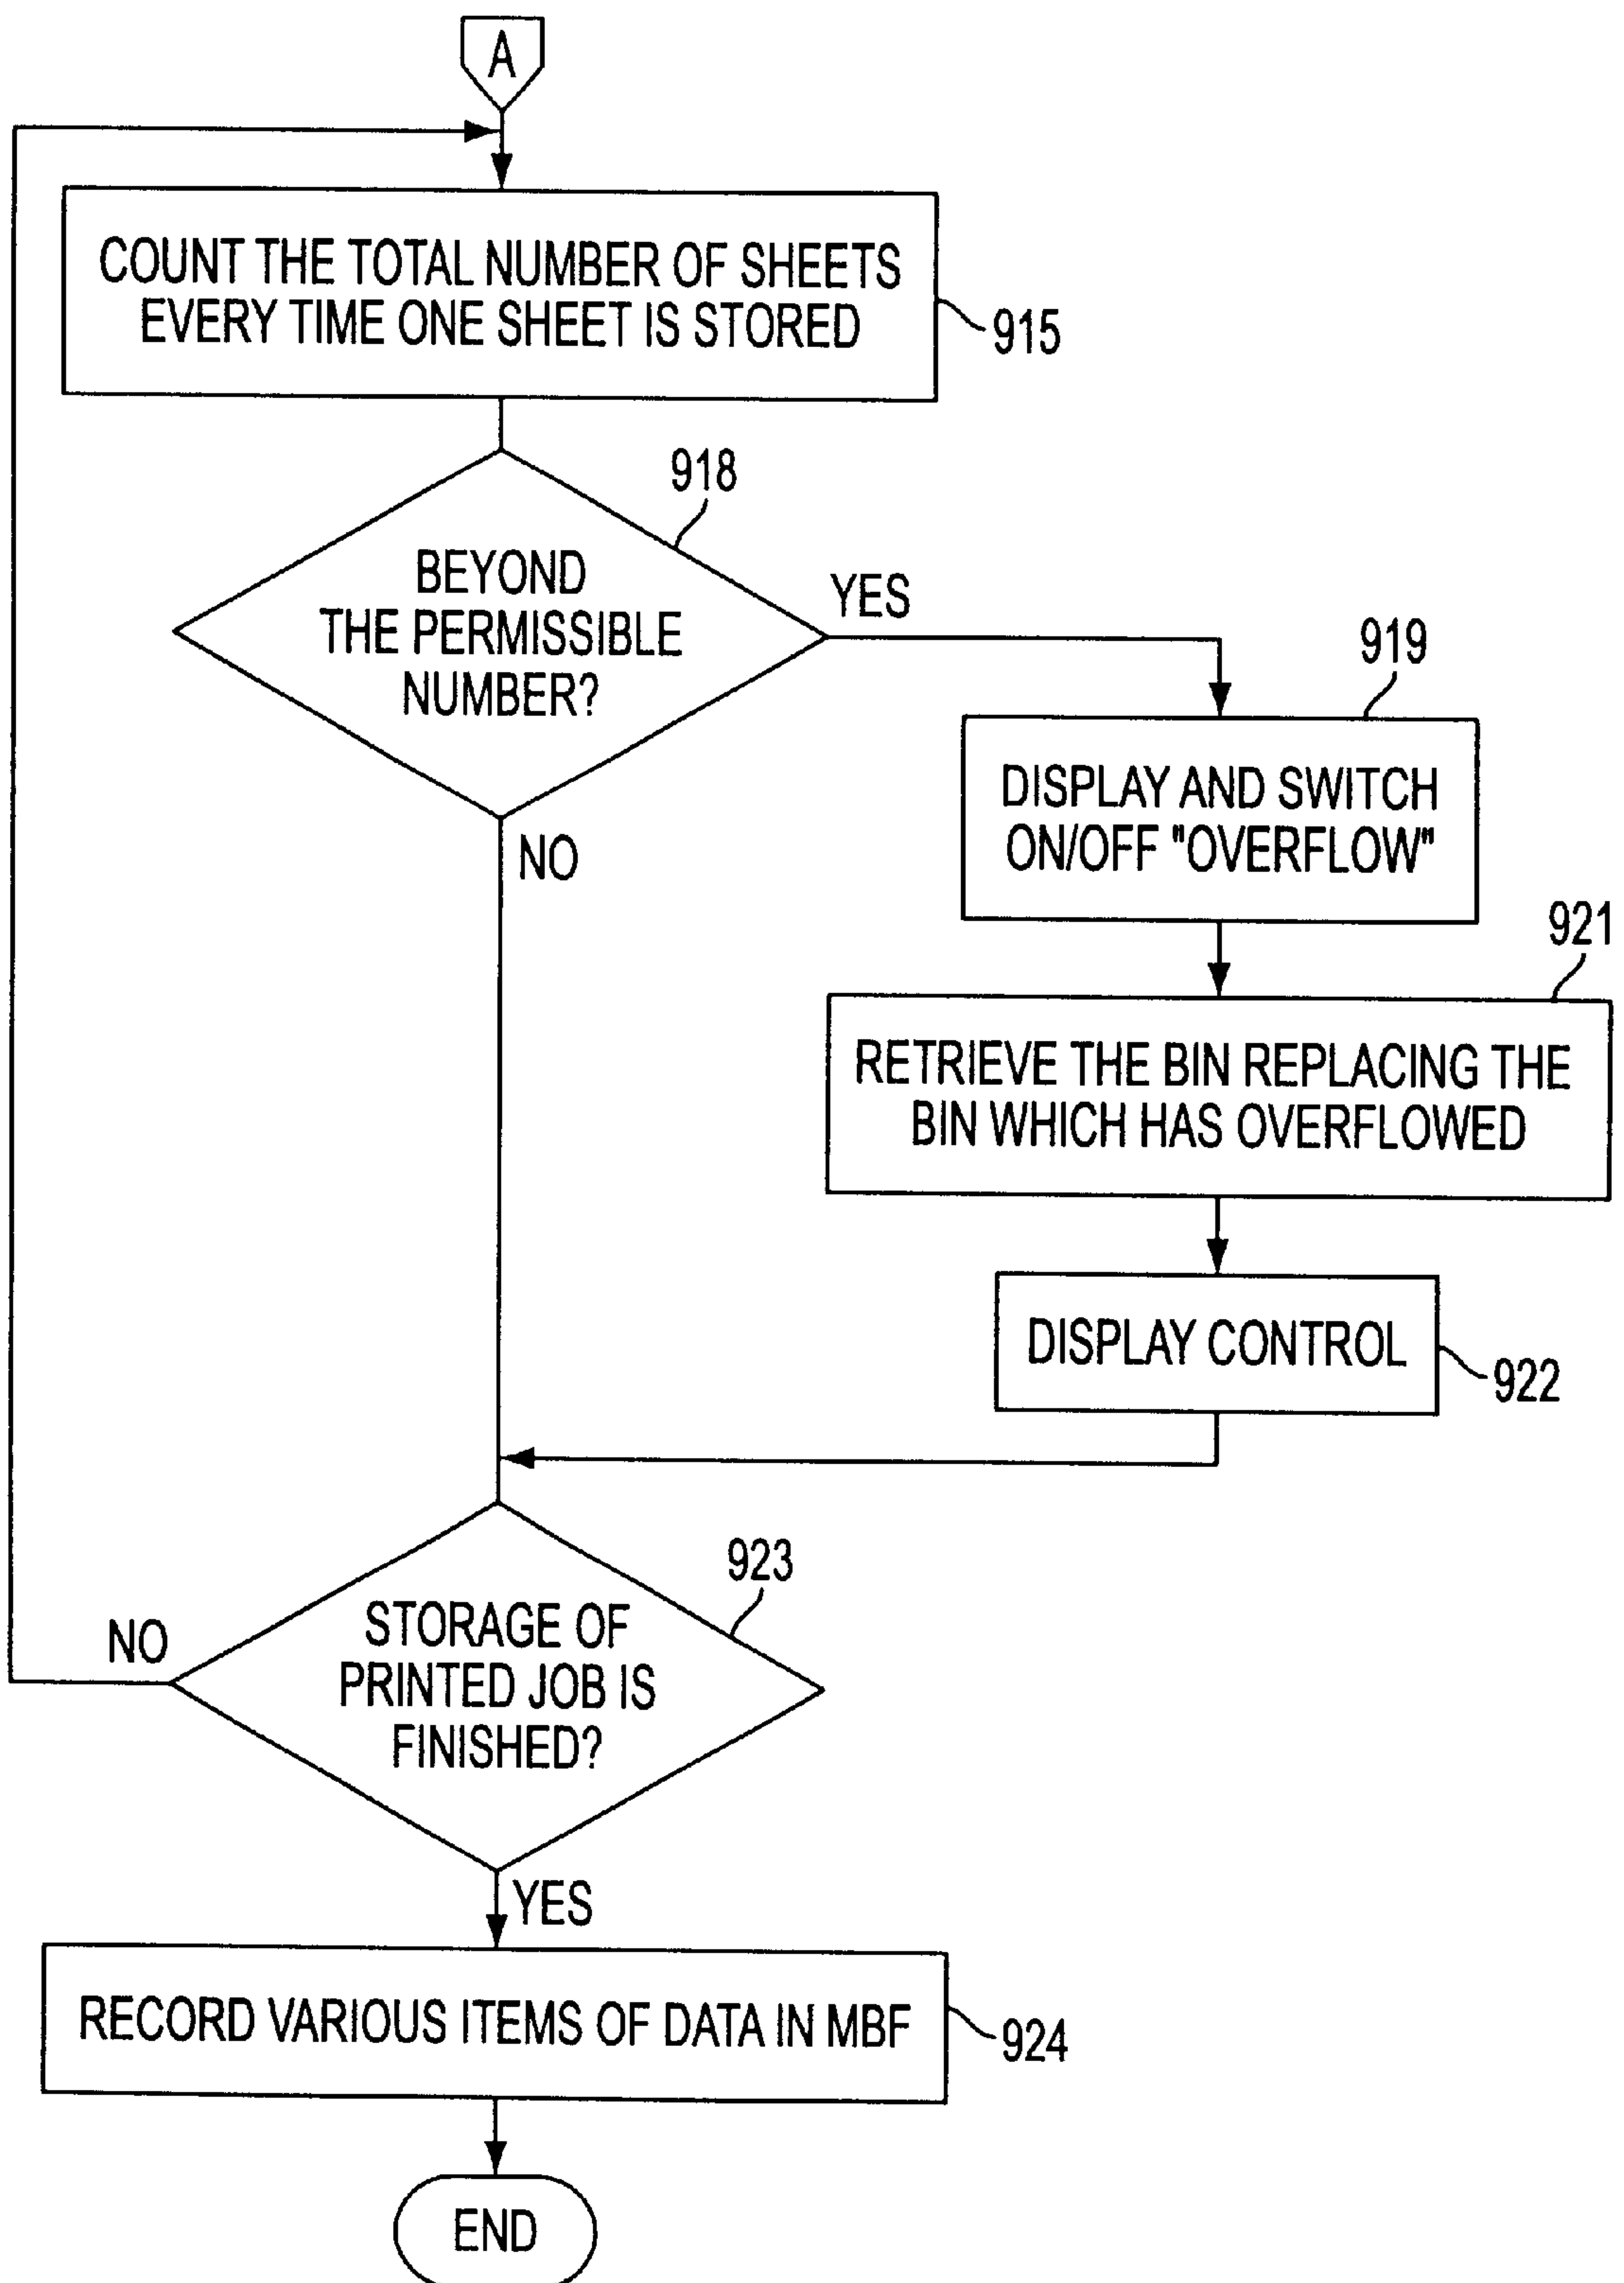 A
COUNT THE TOTAL NUMBER OF SHEETS
EVERY TIME ONE SHEET IS STORED
915
918
BEYOND
THE PERMISSIBLE
NUMBER?
YES
NO
919
DISPLAY AND SWITCH
ON/OFF "OVERFLOW"
921
RETRIEVE THE BIN REPLACING THE
BIN WHICH HAS OVERFLOWED
DISPLAY CONTROL
922
923
STORAGE OF
PRINTED JOB IS
FINISHED?
NO
YES
RECORD VARIOUS ITEMS OF DATA IN MBF
924
END